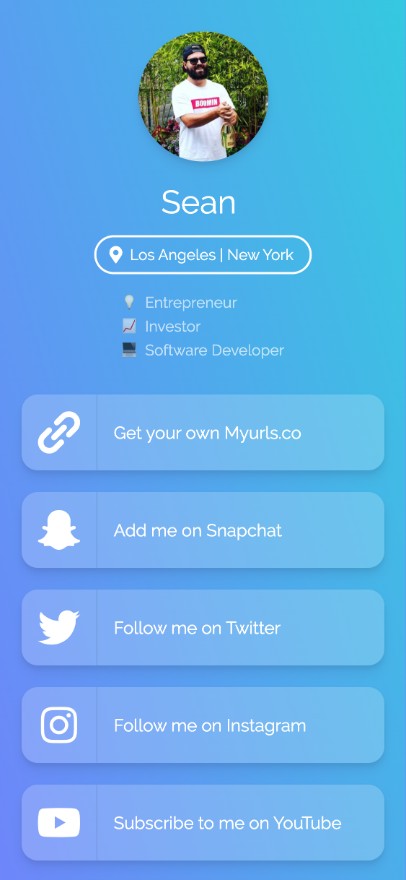 Sean
Los Angeles | New York
Entrepreneur
Investor
Software Developer
Get your own Myurls.co
Add me on Snapchat
Follow me on Twitter
Follow me on Instagram
Subscribe to me on YouTube